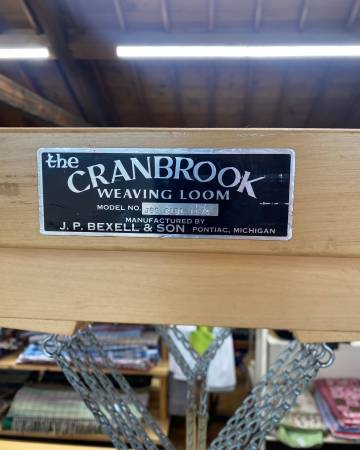 the
CRANBROOK
WEAVING LOOM
MODEL NO.
MANUFACTURED BY
J. P. BEXELL & SON PONTIAC, MICHIGAN